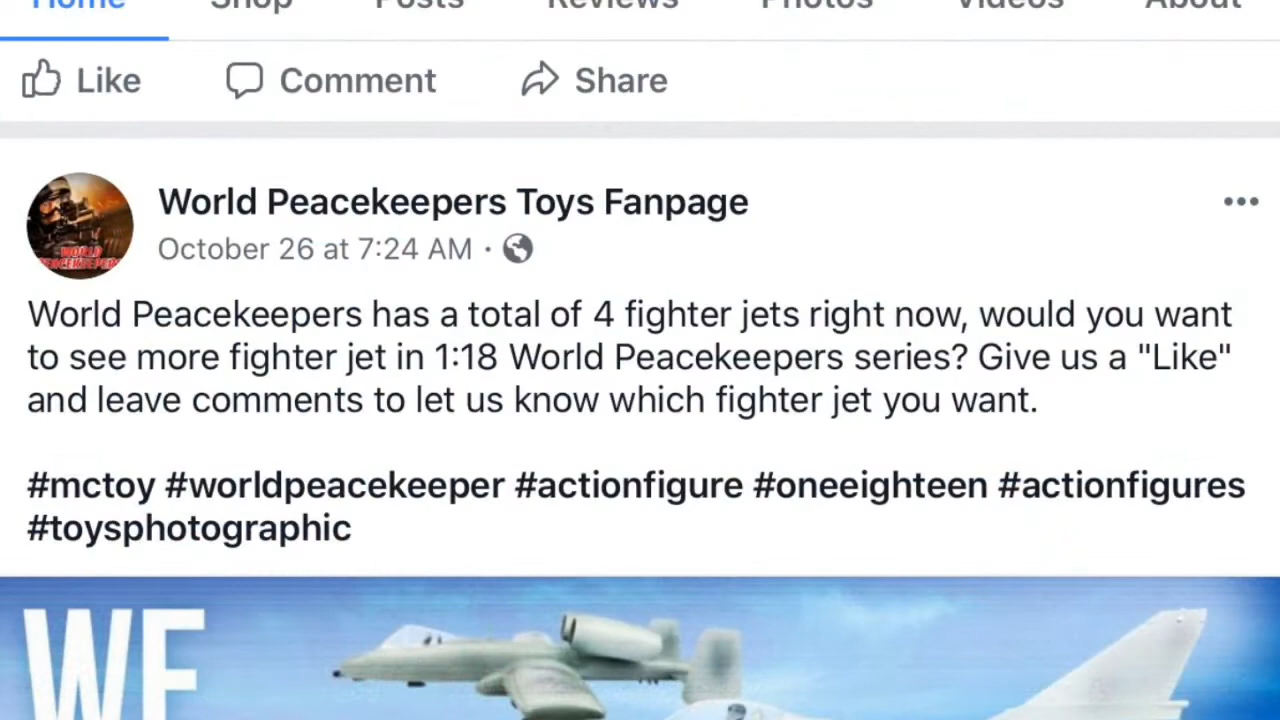 Home Shop Posts Reviews Photos Videos About
Like Comment Share
World Peacekeepers Toys Fanpage
October 26 at 7:24 AM ·
WORLD
PEACEKEEPERS
World Peacekeepers has a total of 4 fighter jets right now, would you want
to see more fighter jet in 1:18 World Peacekeepers series? Give us a "Like"
and leave comments to let us know which fighter jet you want.
#mctoy #worldpeacekeeper #actionfigure #oneeighteen #actionfigures
#toysphotographic
WE